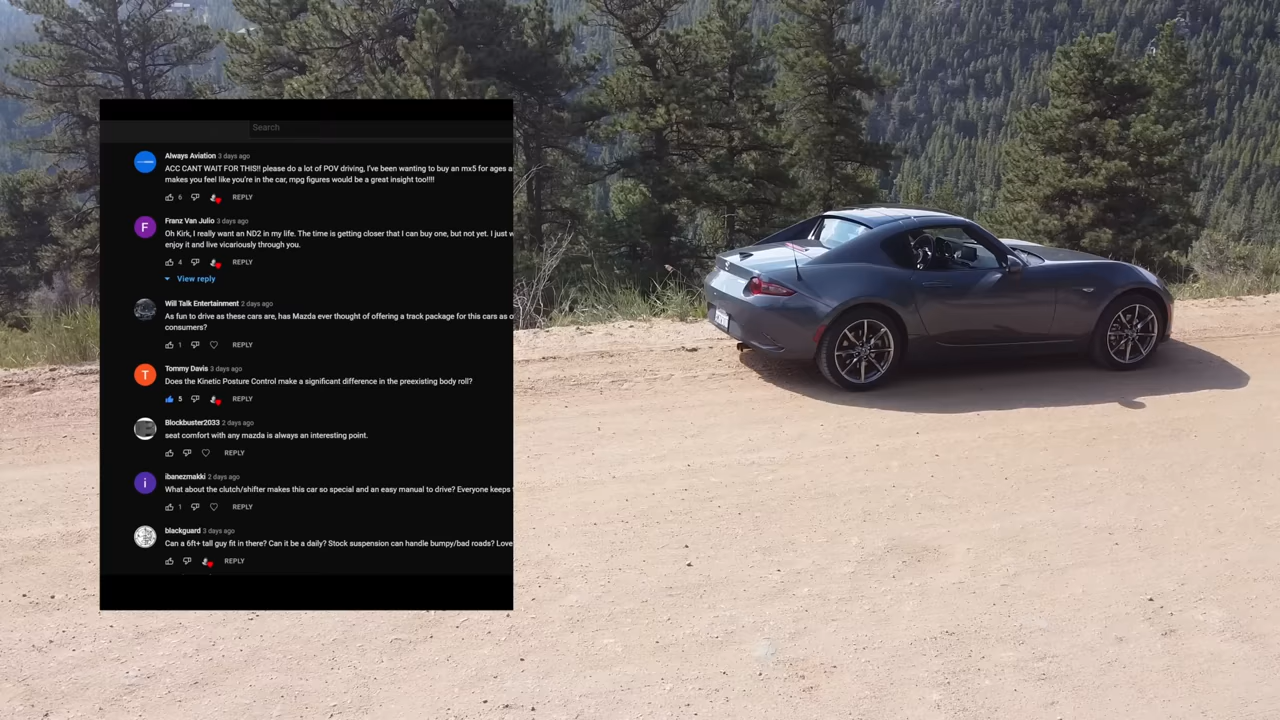 Search
Always Aviation 3 days ago
ACC CANT WAIT FOR THIS!! please do a lot of POV driving, I've been wanting to buy an mx5 for ages a
makes you feel like you're in the car, mpg figures would be a great insight too!!!!
6 REPLY
Franz Van Julio 3 days ago
Oh Kirk, I really want an ND2 in my life. The time is getting closer that I can buy one, but not yet. I just
enjoy it and live vicariously through you.
4 REPLY
View reply
Will Talk Entertainment 2 days ago
As fun to drive as these cars are, has Mazda ever thought of offering a track package for this cars as
consumers?
1 REPLY
T
Tommy Davis 3 days ago
Does the Kinetic Posture Control make a significant difference in the preexisting body roll?
5 REPLY
Blockbuster2033 2 days ago
seat comfort with any mazda is always an interesting point.
REPLY
i
ibanezmakki 2 days ago
What about the clutch/shifter makes this car so special and an easy manual to drive? Everyone keeps
1 REPLY
blackguard 3 days ago
Can a 6ft+ tall guy fit in there? Can it be a daily? Stock suspension can handle bumpy/bad roads? Love
REPLY
F